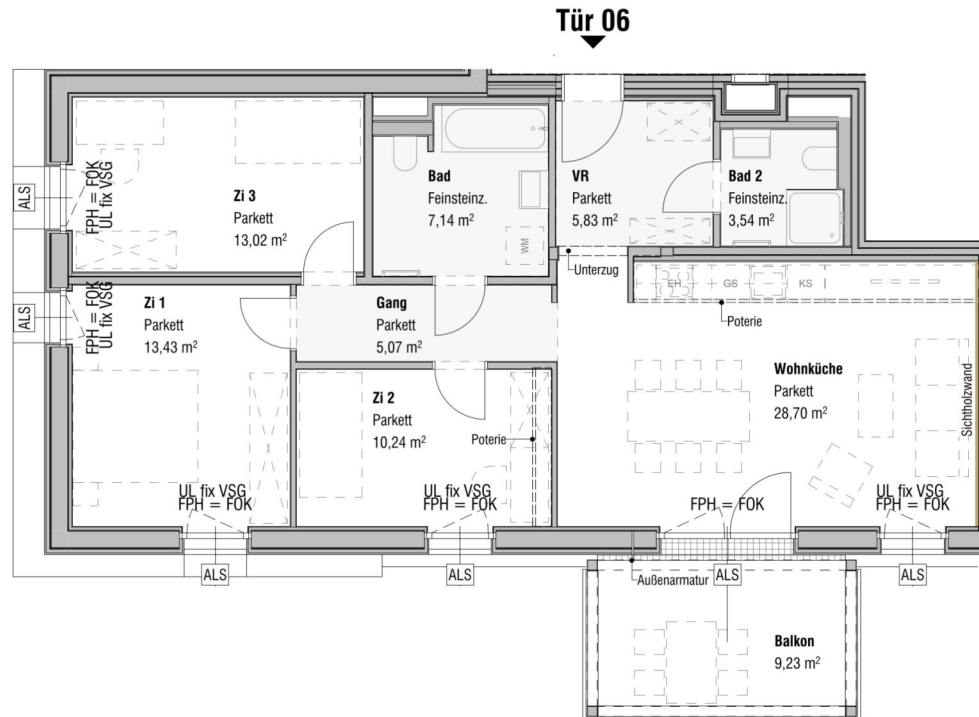 Tür 06
Zi 3
Parkett
13,02 m²
Bad
Feinsteinz.
7,14 m²
WM
VR
Parkett
5,83 m²
Bad 2
Feinsteinz.
3,54 m²
ALS
FPH = FOK
UL fix VSG
Unterzug
EH
GS
KS
Poterie
ALS
FPH = FOK
UL fix VSG
Zi 1
Parkett
13,43 m²
Gang
Parkett
5,07 m²
Zi 2
Parkett
10,24 m²
Poterie
Wohnküche
Parkett
28,70 m²
Sichtholzwand
UL fix VSG
FPH = FOK
UL fix VSG
FPH = FOK
FPH = FOK
UL fix VSG
FPH = FOK
ALS
ALS
Außenarmatur
ALS
ALS
Balkon
9,23 m²